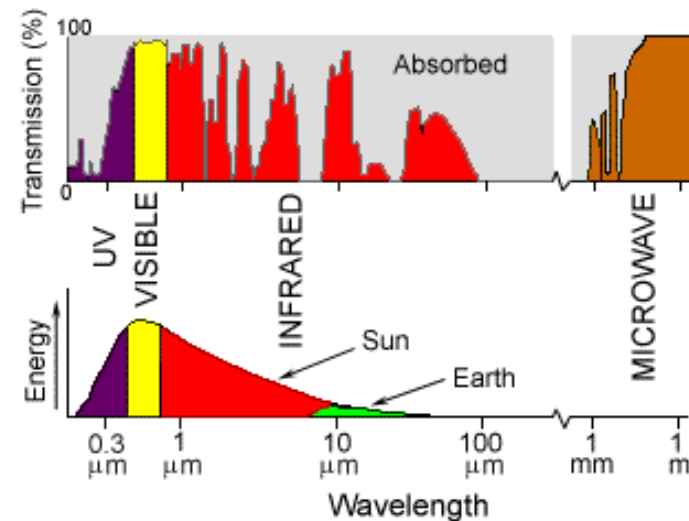 Transmission (%)
100
0
Absorbed
UV
VISIBLE
INFRARED
MICROWAVE
Energy
Sun
Earth
0.3 1 10 100 1 1
μm μm μm μm mm m
Wavelength